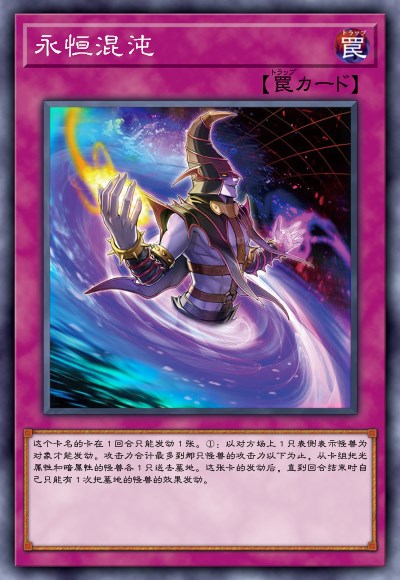 永恒混沌
トラップ
罠
トラップ
【罠カード】
这个卡名的卡在1回合只能发动1张。①：以对方场上1只表侧表示怪兽为
对象才能发动。攻击力合计最多到那只怪兽的攻击力以下为止，从卡组把光
属性和暗属性的怪兽各1只送去墓地。这张卡的发动后，直到回合结束时自
己只能有1次把墓地的怪兽的效果发动。